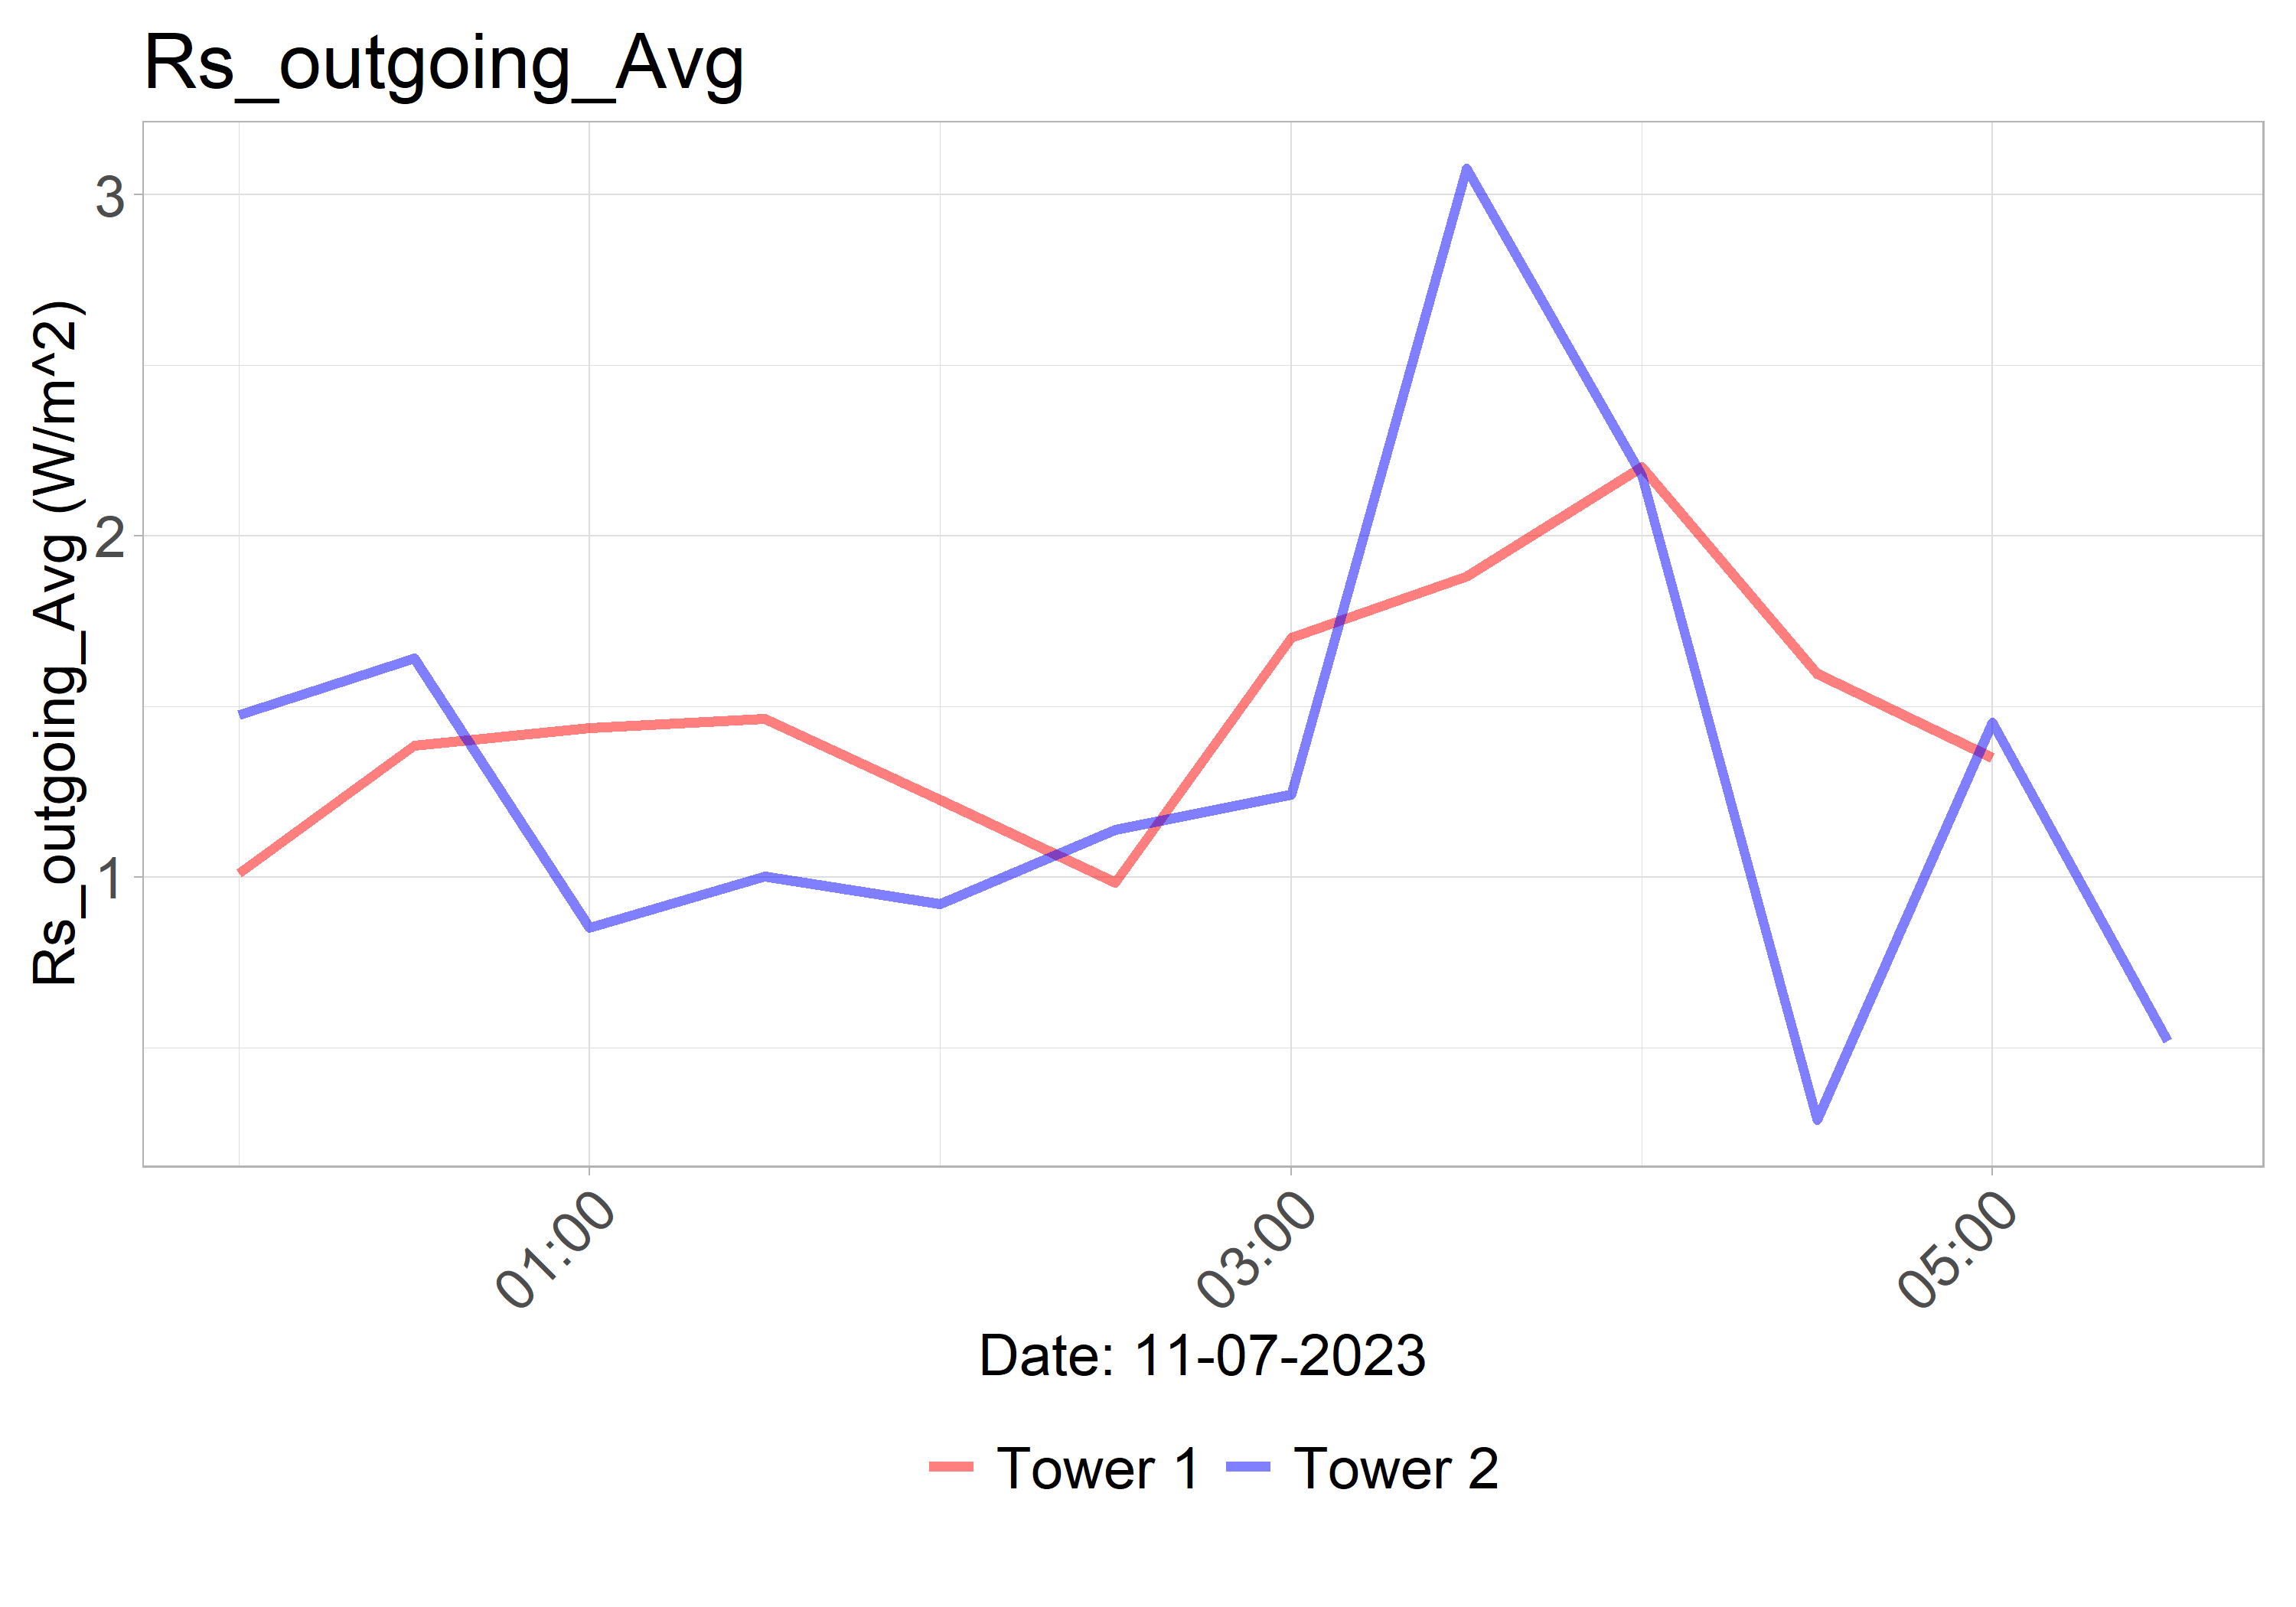 Rs_outgoing_Avg
Rs_outgoing_Avg (W/m^2)
3
2
1
01:00
03:00
05:00
Date: 11-07-2023
Tower 1
Tower 2